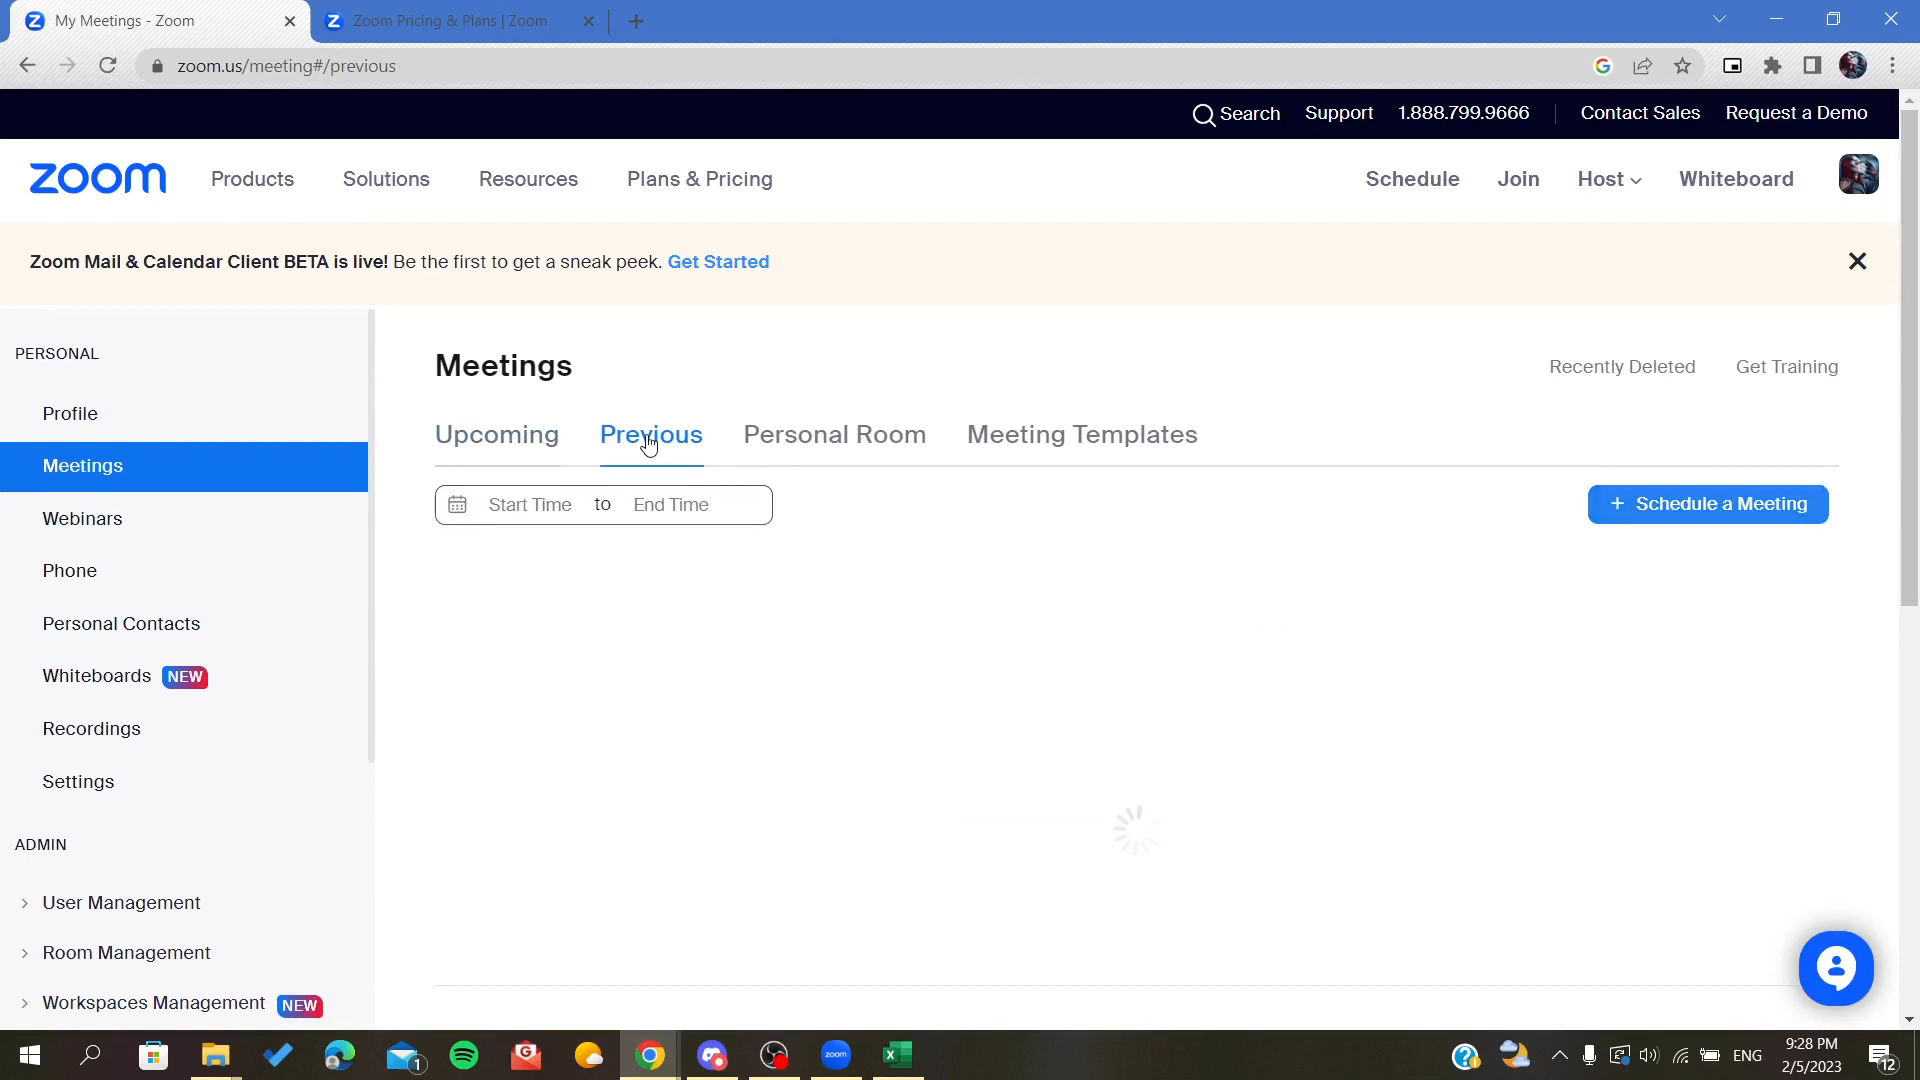 My Meetings - Zoom
Zoom Pricing & Plans | Zoom
zoom.us/meeting#/previous
Search Support 1.888.799.9666 Contact Sales Request a Demo
zoom Products Solutions Resources Plans & Pricing Schedule Join Host Whiteboard
Zoom Mail & Calendar Client BETA is live! Be the first to get a sneak peek. Get Started
PERSONAL
Profile
Meetings
Webinars
Phone
Personal Contacts
Whiteboards NEW
Recordings
Settings
ADMIN
User Management
Room Management
Workspaces Management NEW
Meetings
Recently Deleted Get Training
Upcoming Previous Personal Room Meeting Templates
Start Time to End Time
+ Schedule a Meeting
1
zoom
ENG
9:28 PM
2/5/2023
12